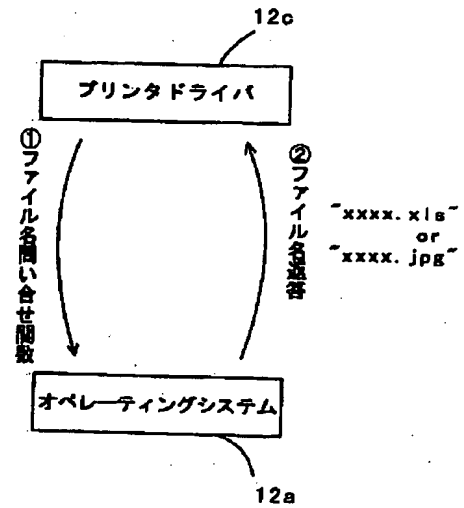 12c
プリンタドライバ
①ファイル名問い合せ関数
②ファイル名返答
"xxxx.xls"
or
"xxxx.jpg"
オペレーティングシステム
12a